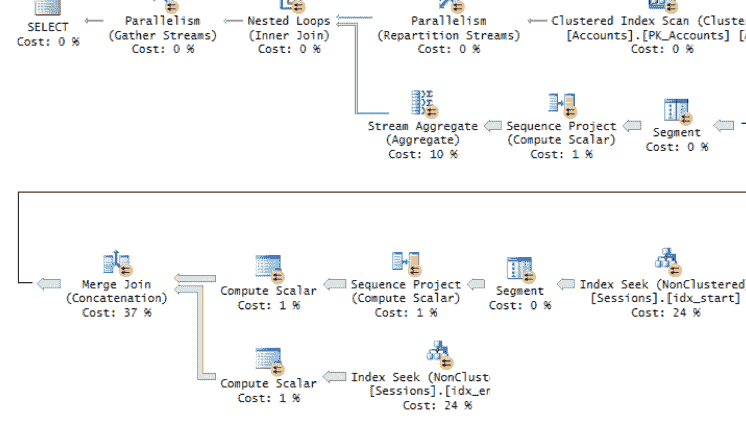 SELECT
Cost: 0 %
Parallelism
(Gather Streams)
Cost: 0 %
Nested Loops
(Inner Join)
Cost: 0 %
Parallelism
(Repartition Streams)
Cost: 0 %
Clustered Index Scan (Cluste
[Accounts].[PK_Accounts] [
Cost: 0 %
Stream Aggregate
(Aggregate)
Cost: 10 %
Sequence Project
(Compute Scalar)
Cost: 1 %
Segment
Cost: 0 %
Merge Join
(Concatenation)
Cost: 37 %
Compute Scalar
Cost: 1 %
Sequence Project
(Compute Scalar)
Cost: 1 %
Segment
Cost: 0 %
Index Seek (NonClustered
[Sessions].[idx_start]
Cost: 24 %
Compute Scalar
Cost: 1 %
Index Seek (NonClust
[Sessions].[idx_en
Cost: 24 %